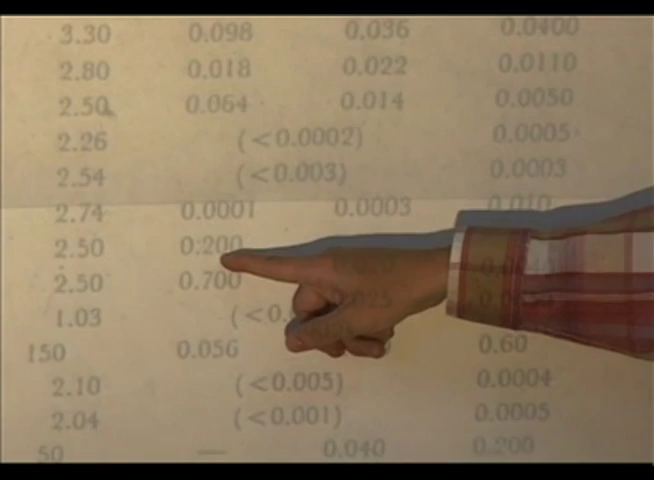 3.30 0.098 0.036 0.0400
2.80 0.018 0.022 0.0110
2.50 0.064 0.014 0.0050
2.26 (<0.0002) 0.0005
2.54 (<0.003) 0.0003
2.74 0.0001 0.0003 0.010
2.50 0.200
2.50 0.700
1.03
150 0.056 0.60
2.10 (<0.005) 0.0004
2.04 (<0.001) 0.0005
50 — 0.040 0.200